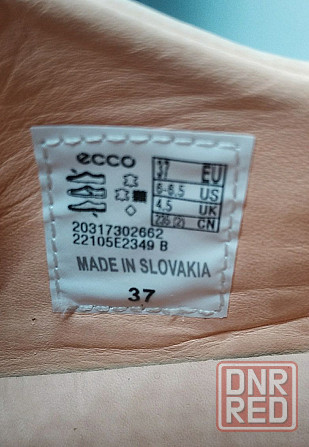 ecco
37 EU
6-6.5 US
4.5 UK
235 (2) CN
20317302662
22105E2349 B
MADE IN SLOVAKIA
37
DNR
RED